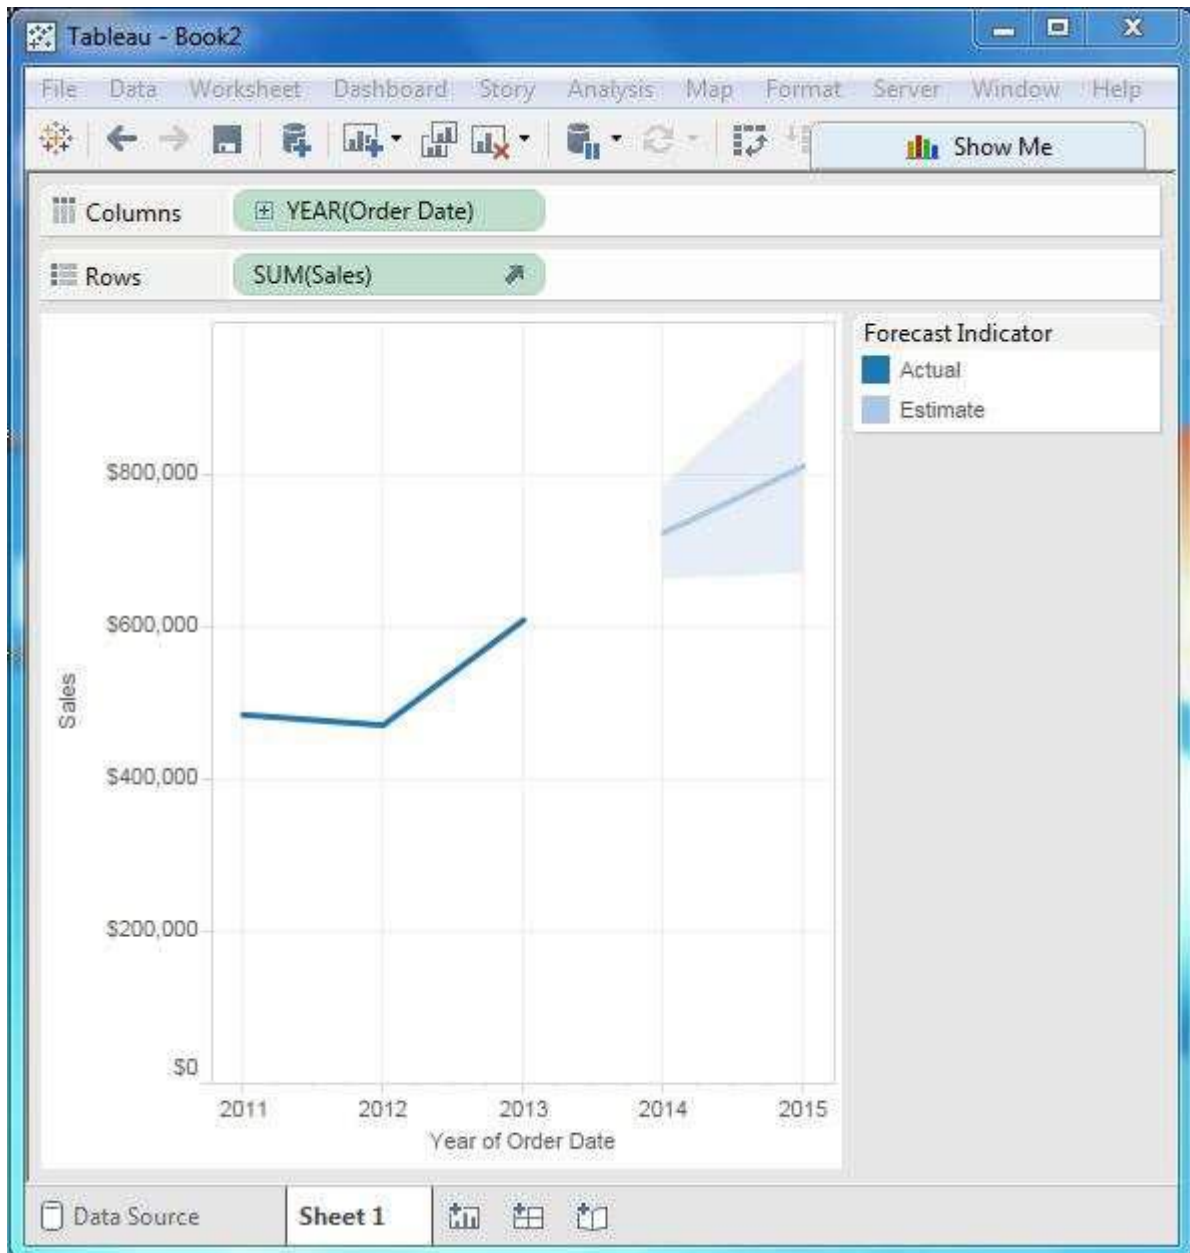 Tableau - Book2
File Data Worksheet Dashboard Story Analysis Map Format Server Window Help
Show Me
Columns YEAR(Order Date)
Rows SUM(Sales)
Forecast Indicator
Actual
Estimate
$800,000
$600,000
$400,000
$200,000
$0
Sales
2011 2012 2013 2014 2015
Year of Order Date
Data Source Sheet 1